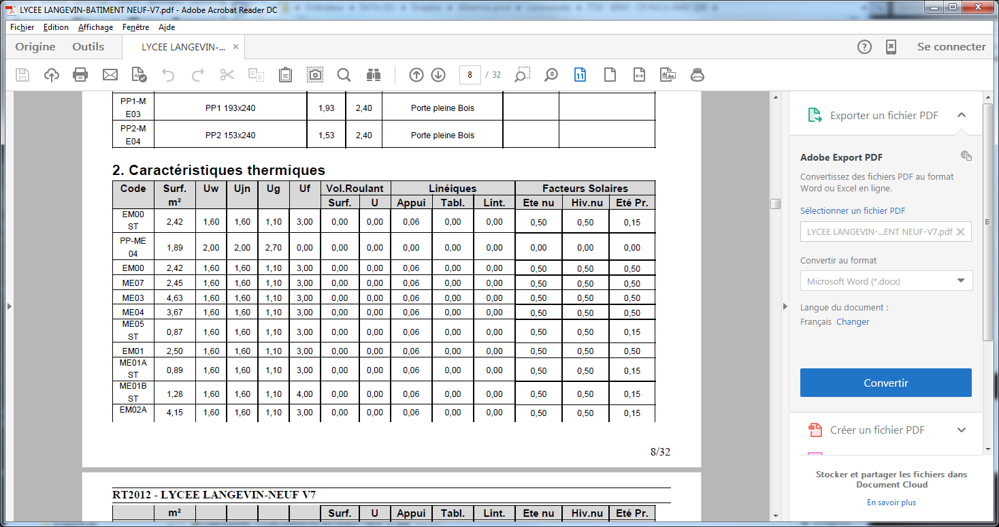 LYCEE LANGEVIN-BATIMENT NEUF-V7.pdf - Adobe Acrobat Reader DC
Fichier Edition Affichage Fenêtre Aide
Origine Outils LYCEE LANGEVIN-... × Se connecter
8 / 32
PP1-M
E03 PP1 193x240 1,93 2,40 Porte pleine Bois
PP2-M
E04 PP2 153x240 1,53 2,40 Porte pleine Bois
2. Caractéristiques thermiques
Code Surf. Uw Ujn Ug Uf Vol.Roulant Linéiques Facteurs Solaires
m² Surf. U Appui Tabl. Lint. Ete nu Hiv.nu Eté Pr.
EM00
ST 2,42 1,60 1,60 1,10 3,00 0,00 0,00 0,06 0,00 0,00 0,50 0,50 0,15
PP-ME
04 1,89 2,00 2,00 2,70 0,00 0,00 0,00 0,00 0,00 0,00 0,00 0,00 0,00
EM00 2,42 1,60 1,60 1,10 3,00 0,00 0,00 0,06 0,00 0,00 0,50 0,50 0,50
ME07 2,45 1,60 1,60 1,10 3,00 0,00 0,00 0,06 0,00 0,00 0,50 0,50 0,50
ME03 4,63 1,60 1,60 1,10 3,00 0,00 0,00 0,06 0,00 0,00 0,50 0,50 0,50
ME04 3,67 1,60 1,60 1,10 3,00 0,00 0,00 0,06 0,00 0,00 0,50 0,50 0,50
ME05
ST 0,87 1,60 1,60 1,10 3,00 0,00 0,00 0,06 0,00 0,00 0,50 0,50 0,15
EM01 2,50 1,60 1,60 1,10 3,00 0,00 0,00 0,06 0,00 0,00 0,50 0,50 0,50
ME01A
ST 0,89 1,60 1,60 1,10 3,00 0,00 0,00 0,06 0,00 0,00 0,50 0,50 0,15
ME01B
ST 1,28 1,60 1,60 1,10 4,00 0,00 0,00 0,06 0,00 0,00 0,50 0,50 0,15
EM02A 4,15 1,60 1,60 1,10 3,00 0,00 0,00 0,06 0,00 0,00 0,50 0,50 0,15
8/32
RT2012 - LYCEE LANGEVIN-NEUF V7
m² Surf. U Appui Tabl. Lint. Ete nu Hiv.nu Eté Pr.
Exporter un fichier PDF
Adobe Export PDF
Convertissez des fichiers PDF au format
Word ou Excel en ligne.
Sélectionner un fichier PDF
LYCEE LANGEVIN-...ENT NEUF-V7.pdf
Convertir au format
Microsoft Word (*.docx)
Langue du document :
Français Changer
Convertir
Créer un fichier PDF
Stocker et partager les fichiers dans
Document Cloud
En savoir plus